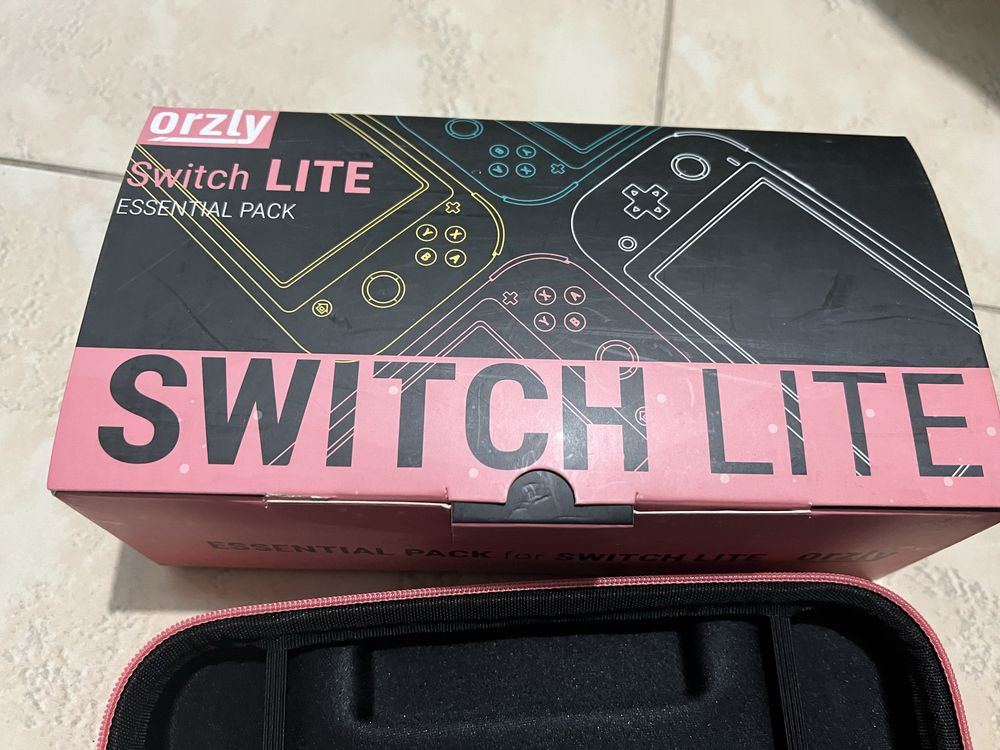 orzly
Switch LITE
ESSENTIAL PACK
Y X
B A
Y A
X B
X A
Y B
SWITCH LITE
ESSENTIAL PACK for SWITCH LITE orzly